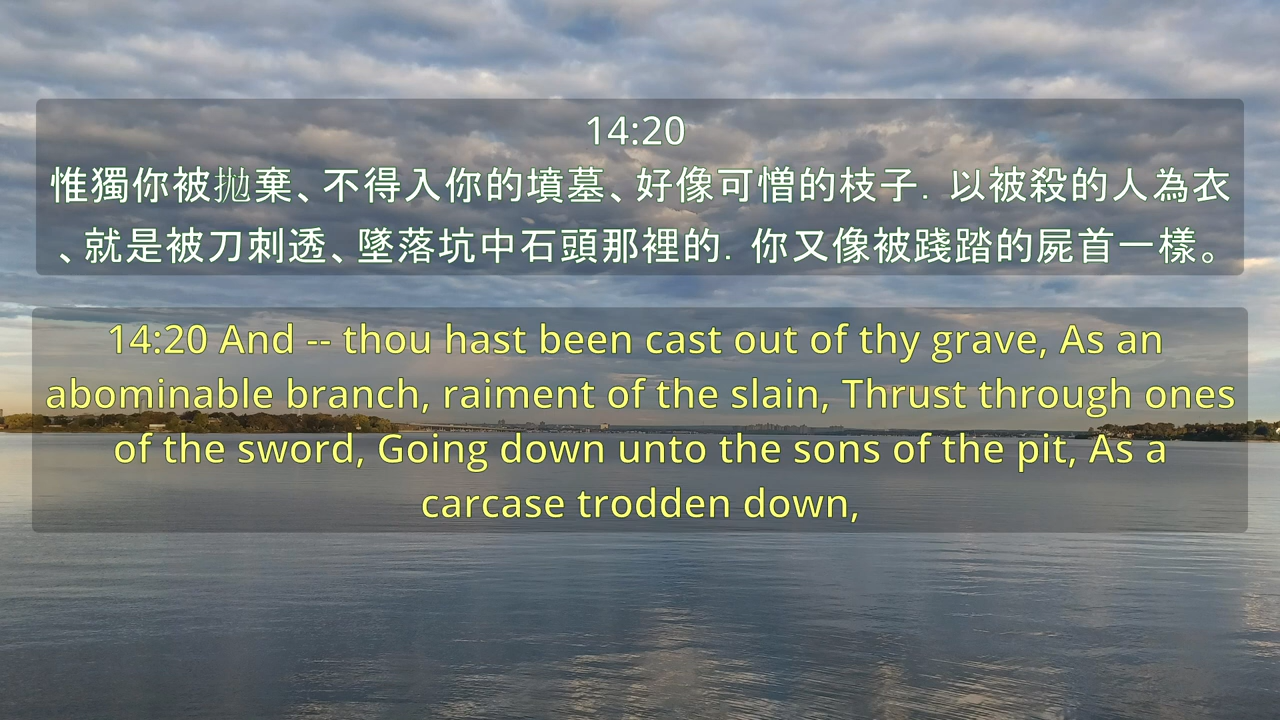 14:20
惟獨你被拋棄、不得入你的墳墓、好像可憎的枝子．以被殺的人為衣
、就是被刀刺透、墜落坑中石頭那裡的．你又像被踐踏的屍首一樣。
14:20 And -- thou hast been cast out of thy grave, As an
abominable branch, raiment of the slain, Thrust through ones
of the sword, Going down unto the sons of the pit, As a
carcase trodden down,